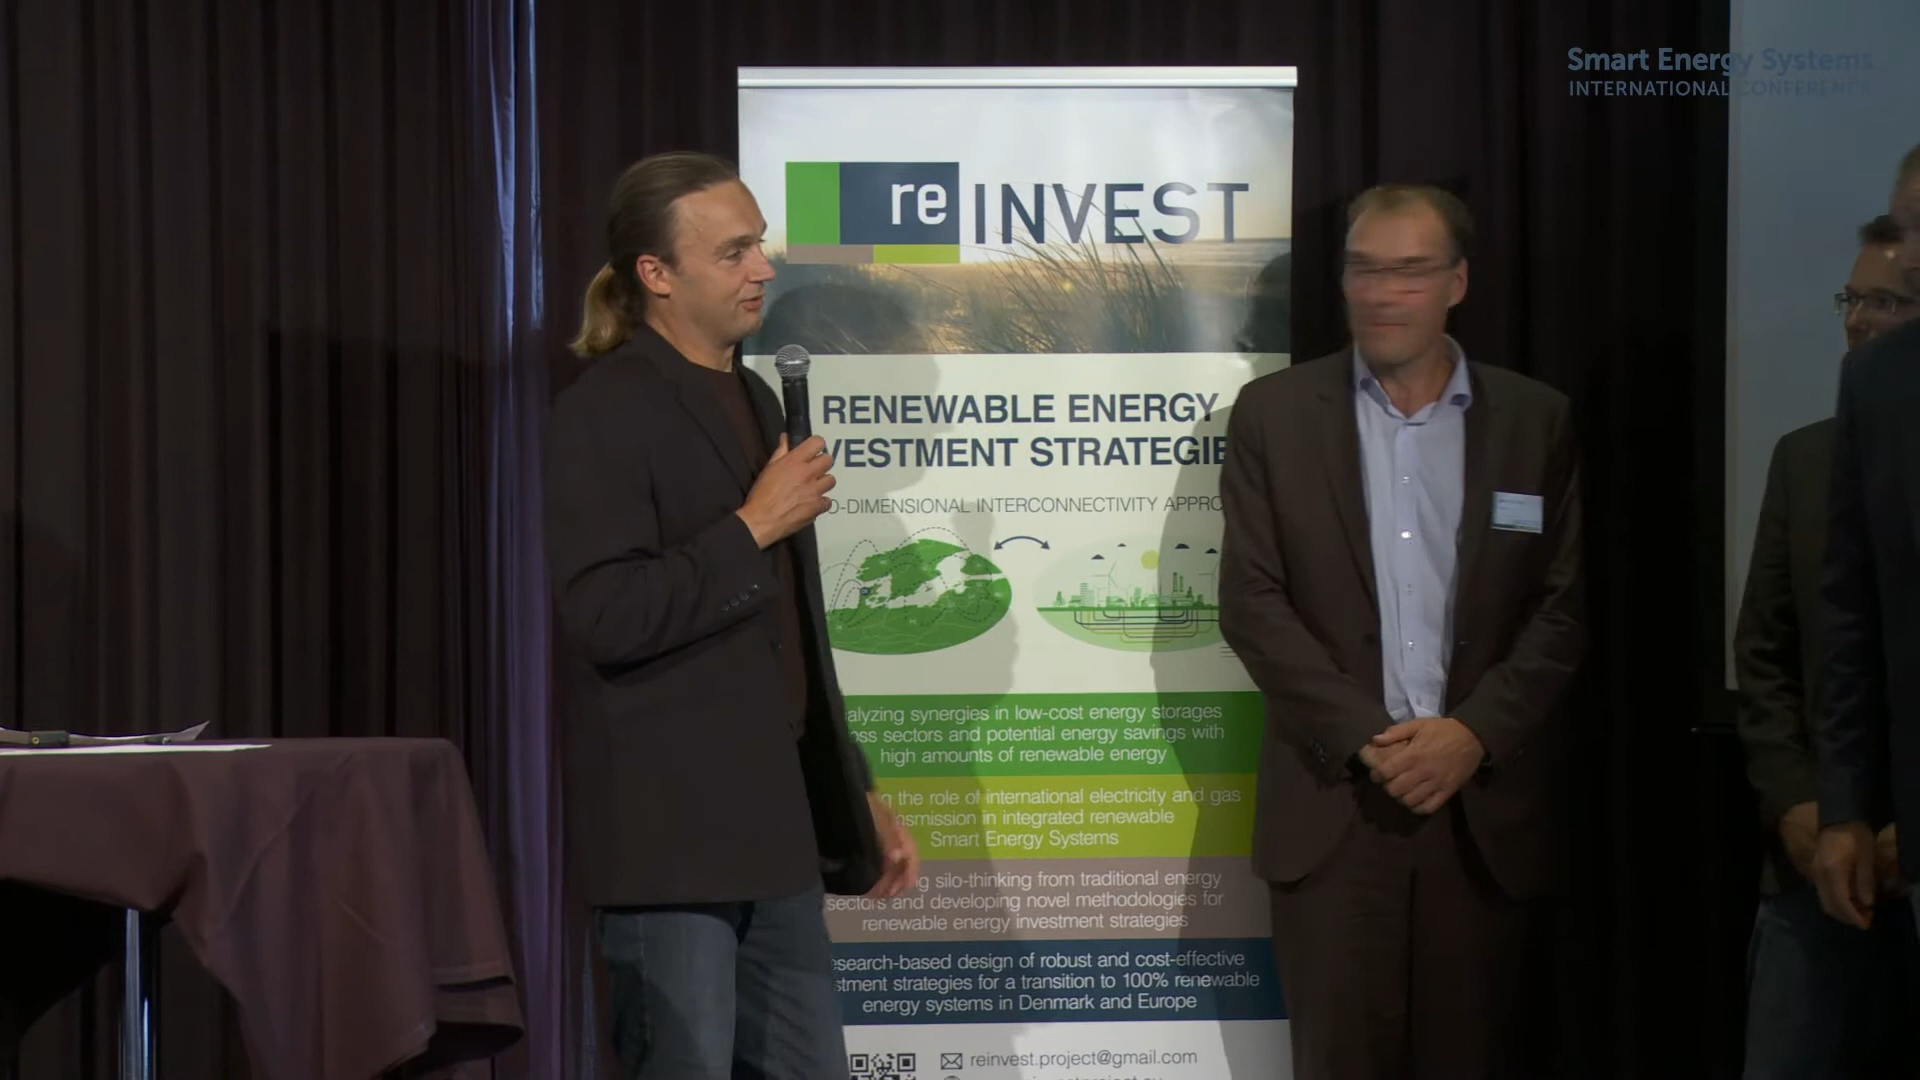 Smart Energy Systems
INTERNATIONAL CONFERENCE
re INVEST
RENEWABLE ENERGY
VESTMENT STRATEGIE
O-DIMENSIONAL INTERCONNECTIVITY APPRO
alyzing synergies in low-cost energy storages
oss sectors and potential energy savings with
high amounts of renewable energy
g the role of international electricity and gas
nsmission in integrated renewable
Smart Energy Systems
ng silo-thinking from traditional energy
sectors and developing novel methodologies for
renewable energy investment strategies
esearch-based design of robust and cost-effective
stment strategies for a transition to 100% renewable
energy systems in Denmark and Europe
reinvest.project@gmail.com